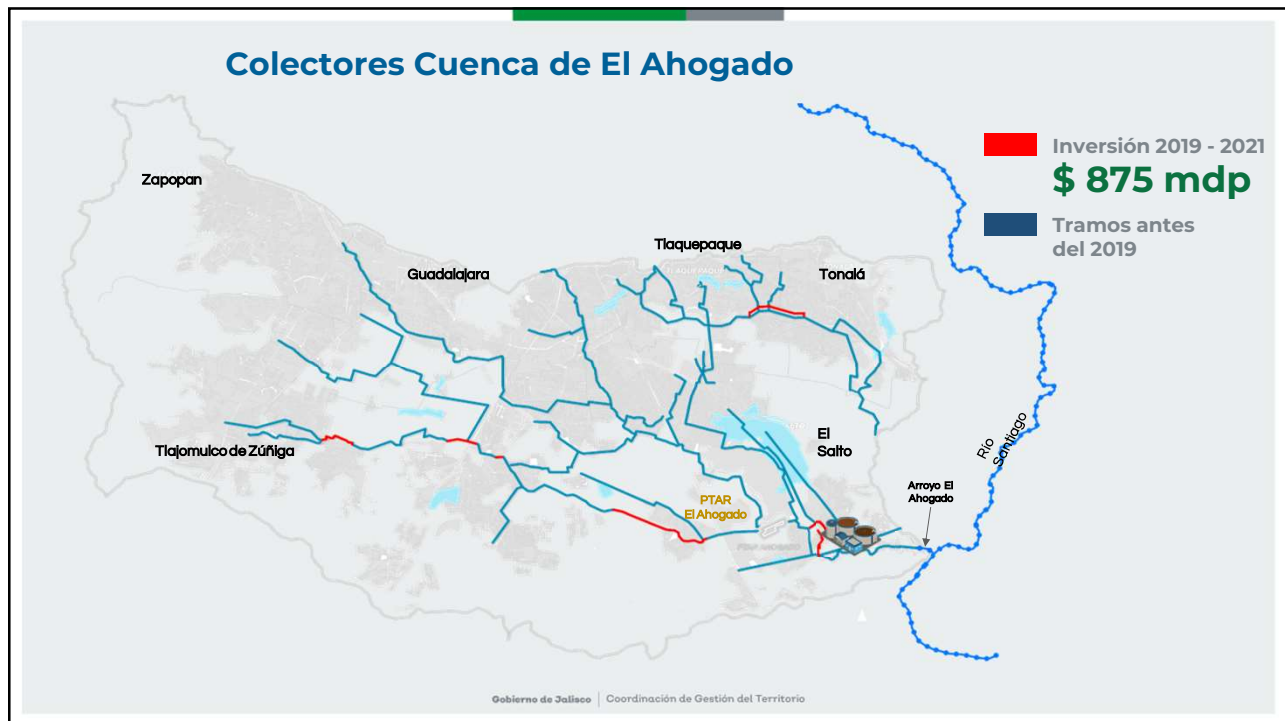 Colectores Cuenca de El Ahogado
Inversión 2019 - 2021
$ 875 mdp
Tramos antes
del 2019
Zapopan
Guadalajara
Tlaquepaque
Tonalá
Tlajomulco de Zúñiga
El
Salto
PTAR
El Ahogado
Arroyo El
Ahogado
Río
Santiago
Gobierno de Jalisco | Coordinación de Gestión del Territorio